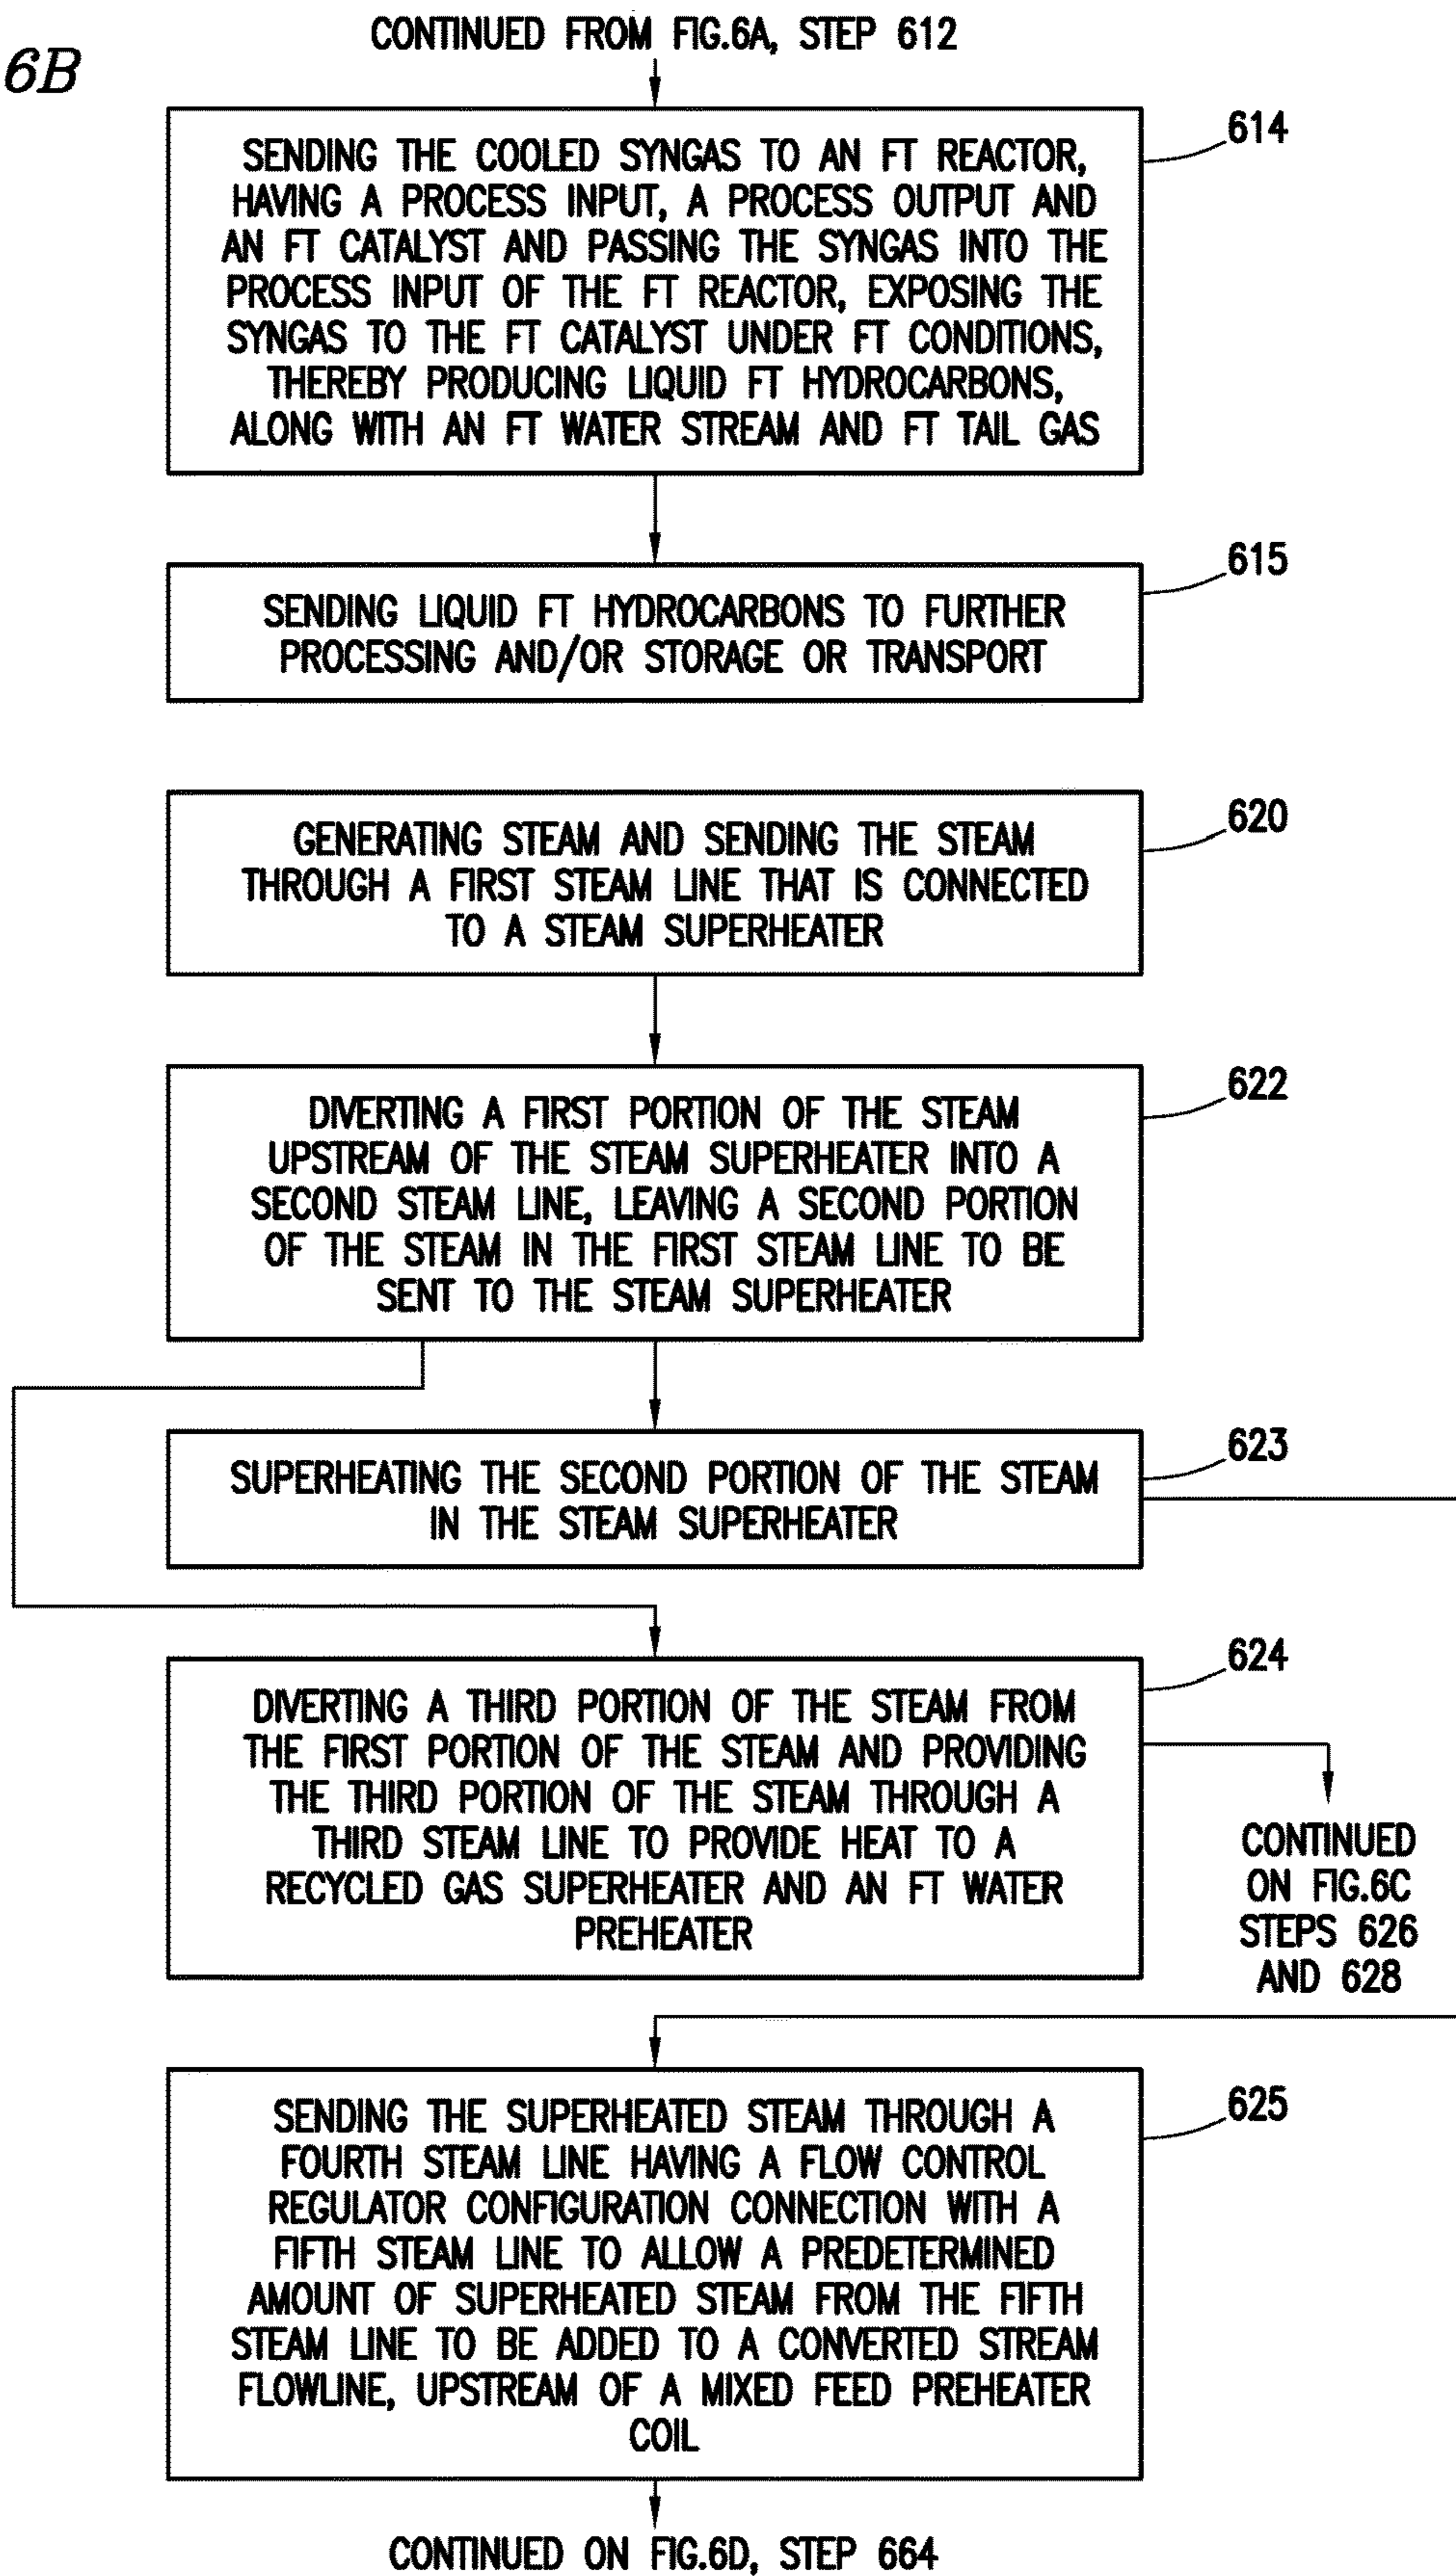 CONTINUED FROM FIG.6A, STEP 612
6B
614
SENDING THE COOLED SYNGAS TO AN FT REACTOR,
HAVING A PROCESS INPUT, A PROCESS OUTPUT AND
AN FT CATALYST AND PASSING THE SYNGAS INTO THE
PROCESS INPUT OF THE FT REACTOR, EXPOSING THE
SYNGAS TO THE FT CATALYST UNDER FT CONDITIONS,
THEREBY PRODUCING LIQUID FT HYDROCARBONS,
ALONG WITH AN FT WATER STREAM AND FT TAIL GAS
615
SENDING LIQUID FT HYDROCARBONS TO FURTHER
PROCESSING AND/OR STORAGE OR TRANSPORT
620
GENERATING STEAM AND SENDING THE STEAM
THROUGH A FIRST STEAM LINE THAT IS CONNECTED
TO A STEAM SUPERHEATER
622
DIVERTING A FIRST PORTION OF THE STEAM
UPSTREAM OF THE STEAM SUPERHEATER INTO A
SECOND STEAM LINE, LEAVING A SECOND PORTION
OF THE STEAM IN THE FIRST STEAM LINE TO BE
SENT TO THE STEAM SUPERHEATER
623
SUPERHEATING THE SECOND PORTION OF THE STEAM
IN THE STEAM SUPERHEATER
624
DIVERTING A THIRD PORTION OF THE STEAM FROM
THE FIRST PORTION OF THE STEAM AND PROVIDING
THE THIRD PORTION OF THE STEAM THROUGH A
THIRD STEAM LINE TO PROVIDE HEAT TO A
RECYCLED GAS SUPERHEATER AND AN FT WATER
PREHEATER
CONTINUED
ON FIG.6C
STEPS 626
AND 628
625
SENDING THE SUPERHEATED STEAM THROUGH A
FOURTH STEAM LINE HAVING A FLOW CONTROL
REGULATOR CONFIGURATION CONNECTION WITH A
FIFTH STEAM LINE TO ALLOW A PREDETERMINED
AMOUNT OF SUPERHEATED STEAM FROM THE FIFTH
STEAM LINE TO BE ADDED TO A CONVERTED STREAM
FLOWLINE, UPSTREAM OF A MIXED FEED PREHEATER
COIL
CONTINUED ON FIG.6D, STEP 664